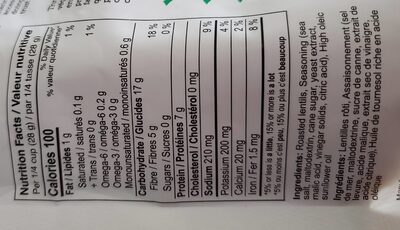 Nutrition Facts / Valeur nutritive
Per 1/4 cup (28 g) / par 1/4 tasse (28 g)
Calories 100
% Daily Value*
% valeur quotidienne*
Fat / Lipides 1 g 1 %
Saturated / saturés 0.1 g
+ Trans / trans 0 g 1 %
Omega-6 / oméga-6 0.2 g
Omega-3 / oméga-3 0 g
Monounsaturated / monoinsaturés 0.6 g
Carbohydrate / Glucides 17 g
Fibre / Fibres 5 g 18 %
Sugars / Sucres 0 g 0 %
Protein / Protéines 7 g
Cholesterol / Cholestérol 0 mg
Sodium 210 mg 9 %
Potassium 200 mg 4 %
Calcium 20 mg 2 %
Iron / Fer 1.5 mg 8 %
*5% or less is a little, 15% or more is a lot
*5% ou moins c'est peu, 15% ou plus c'est beaucoup
Ingredients: Roasted lentils, Seasoning (sea
salt, maltodextrin, cane sugar, yeast extract,
malic acid, vinegar solids, citric acid), High oleic
sunflower oil
Ingrédients: Lentilles rôti, Assaisonnement (sel
de mer, maltodextrine, sucre de canne, extrait de
levure, acide malique, extrait sec de vinaigre,
acide citrique), Huile de tournesol riche en acide
oléique